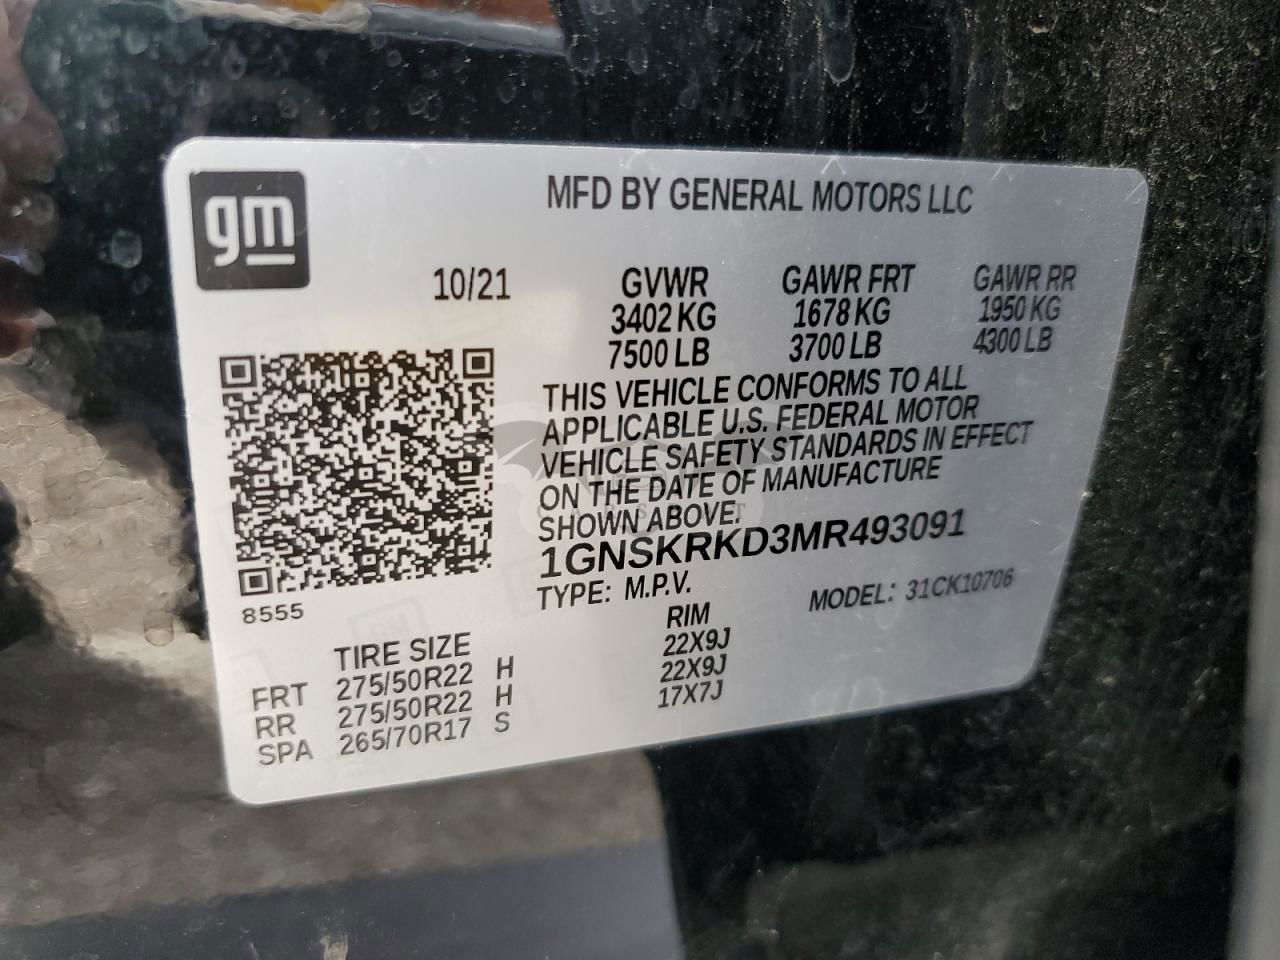 gm
MFD BY GENERAL MOTORS LLC
10/21
GVWR GAWR FRT GAWR RR
3402 KG 1678 KG 1950 KG
7500 LB 3700 LB 4300 LB
THIS VEHICLE CONFORMS TO ALL
APPLICABLE U.S. FEDERAL MOTOR
VEHICLE SAFETY STANDARDS IN EFFECT
ON THE DATE OF MANUFACTURE
SHOWN ABOVE.
1GNSKRKD3MR493091
TYPE: M.P.V. MODEL: 31CK10706
8555
TIRE SIZE RIM
FRT 275/50R22 H 22X9J
RR 275/50R22 H 22X9J
SPA 265/70R17 S 17X7J